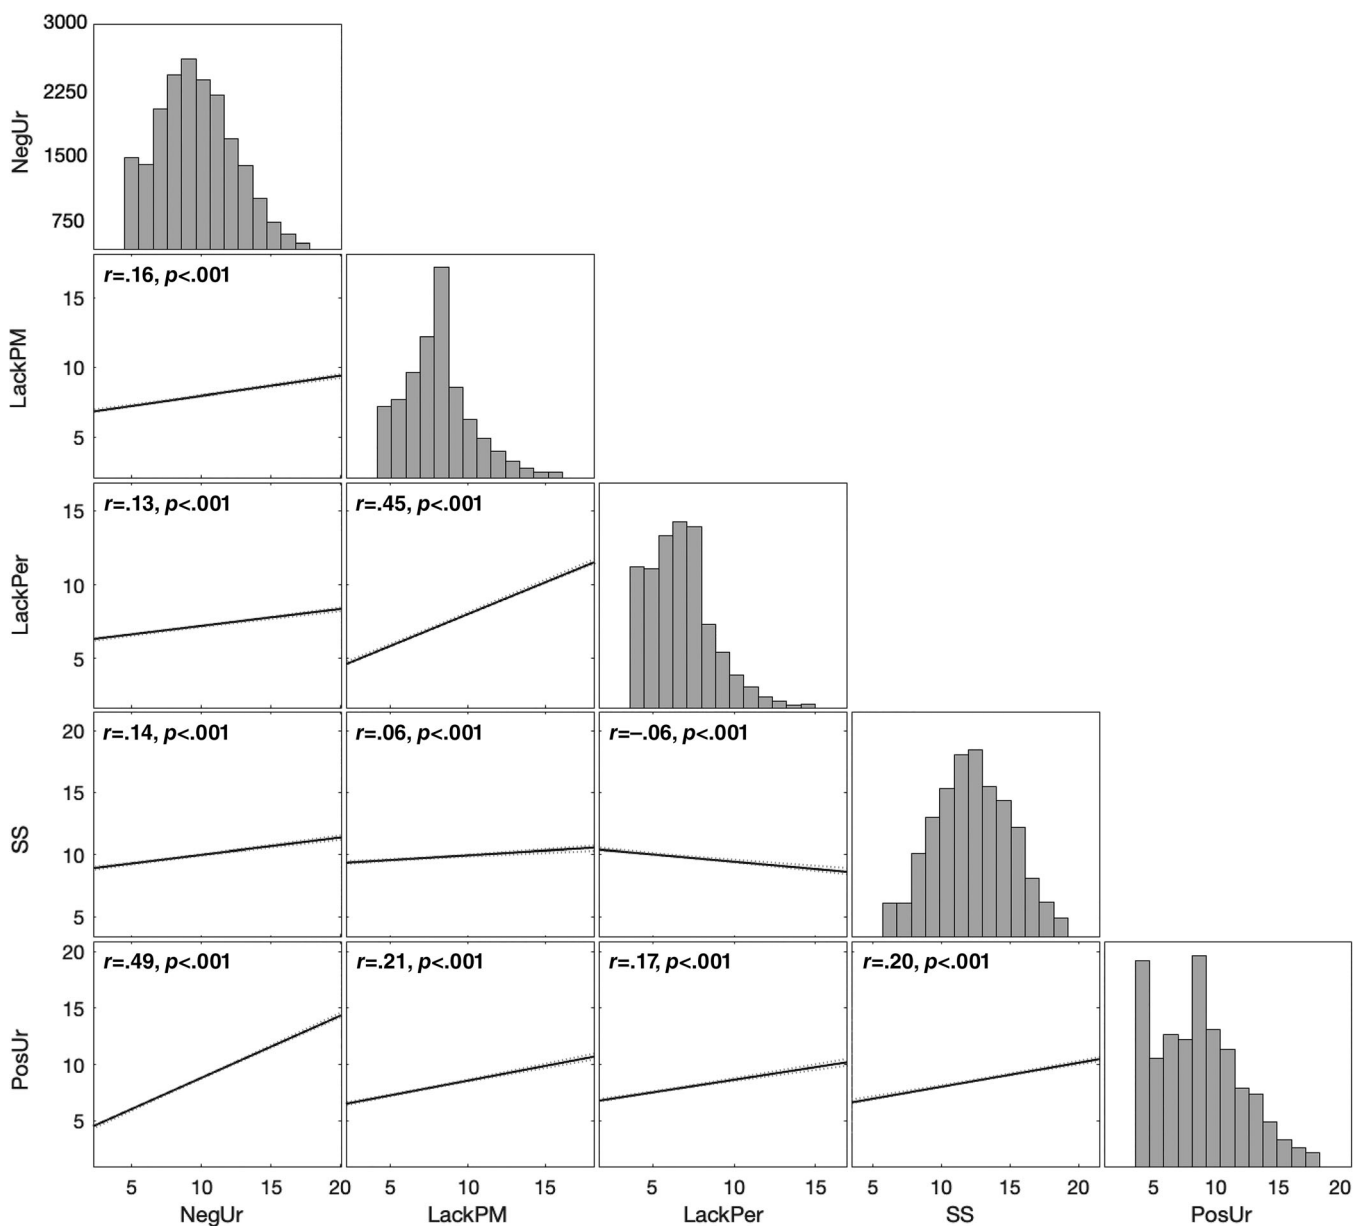 3000
2250
NegUr
1500
750
r=.16, p<.001
15
LackPM
10
5
r=.13, p<.001 r=.45, p<.001
15
LackPer
10
5
r=.14, p<.001 r=.06, p<.001 r=–.06, p<.001
20
15
SS
10
5
r=.49, p<.001 r=.21, p<.001 r=.17, p<.001 r=.20, p<.001
20
15
PosUr
10
5
5 10 15 20 5 10 15 5 10 15 5 10 15 20 5 10 15 20
NegUr LackPM LackPer SS PosUr